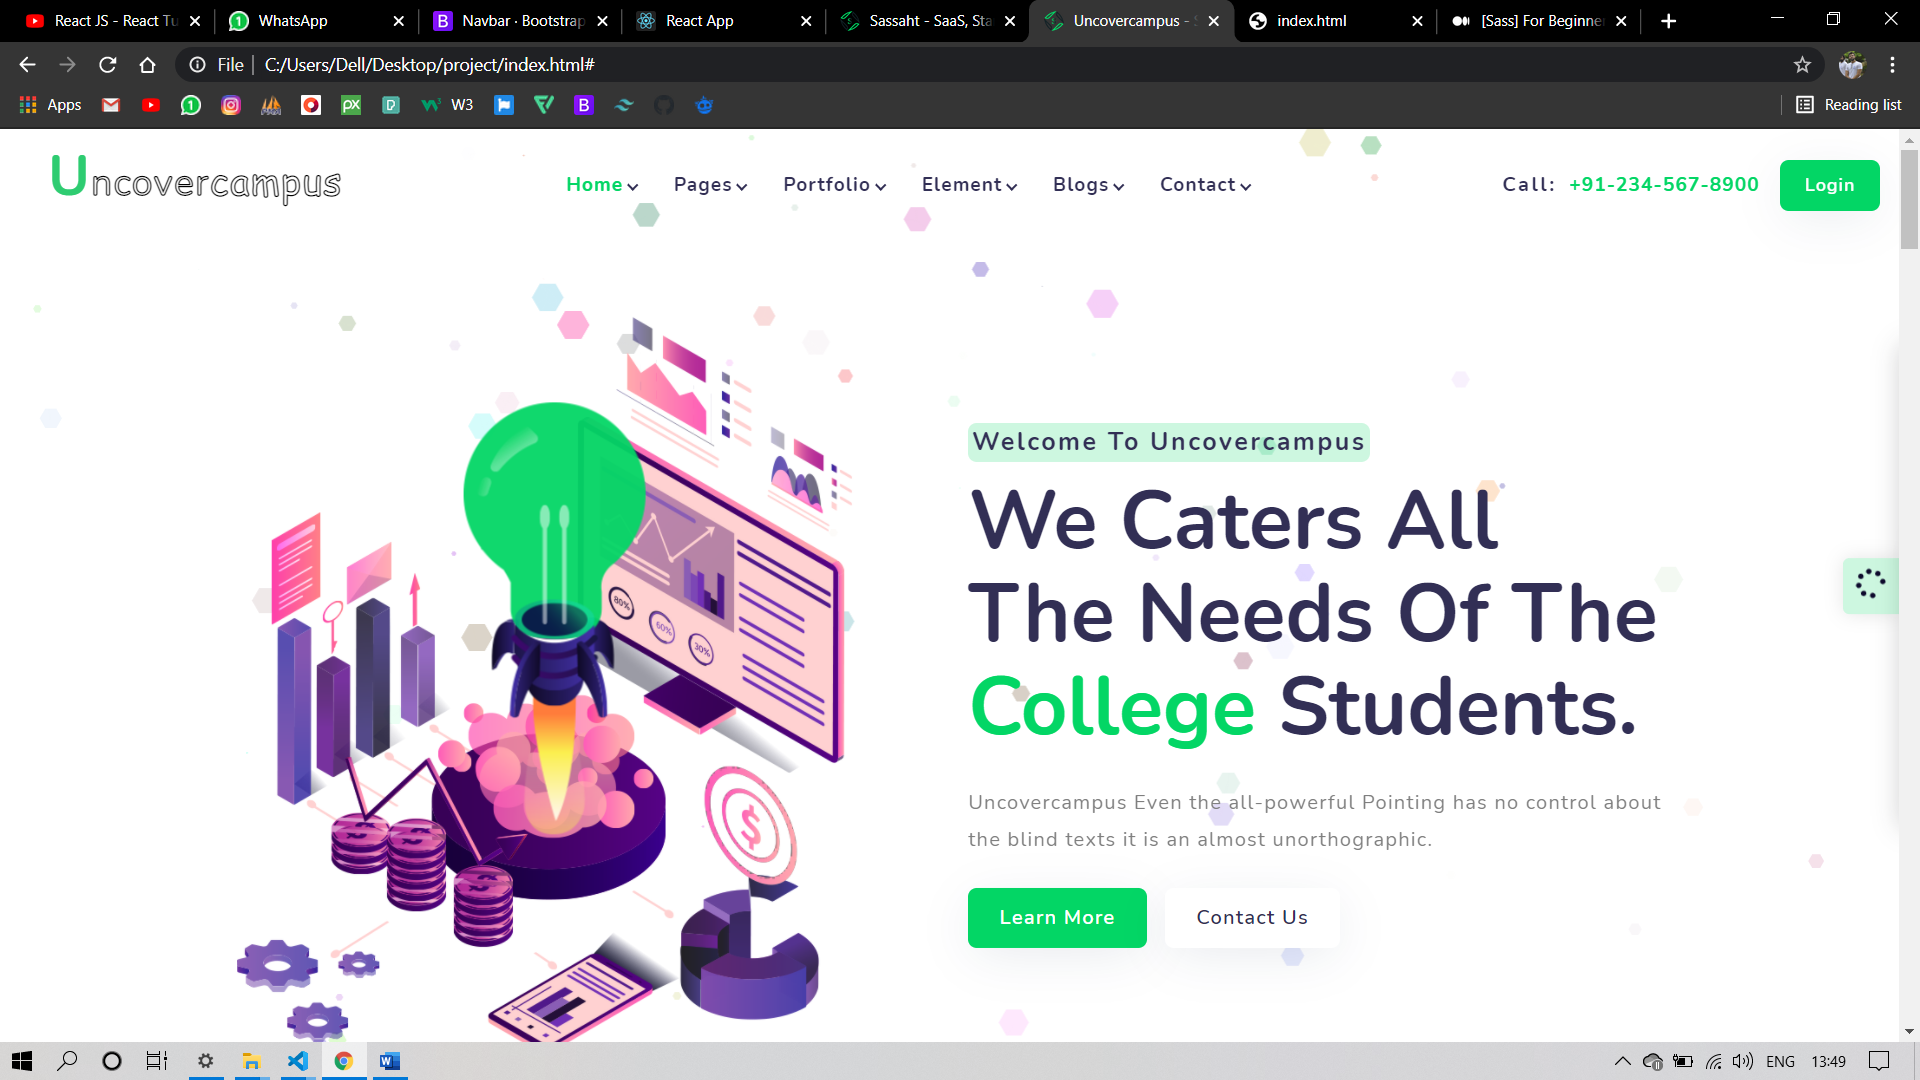 React JS - React Tu
WhatsApp
Navbar · Bootstrap
React App
Sassaht - SaaS, Sta
Uncovercampus - S
index.html
[Sass] For Beginne
File
C:/Users/Dell/Desktop/project/index.html#
Apps
W3
Reading list
Uncovercampus
Home
Pages
Portfolio
Element
Blogs
Contact
Call: +91-234-567-8900
Login
Welcome To Uncovercampus
We Caters All
The Needs Of The
College Students.
Uncovercampus Even the all-powerful Pointing has no control about
the blind texts it is an almost unorthographic.
Learn More
Contact Us
80%
60%
30%
$
ENG
13:49